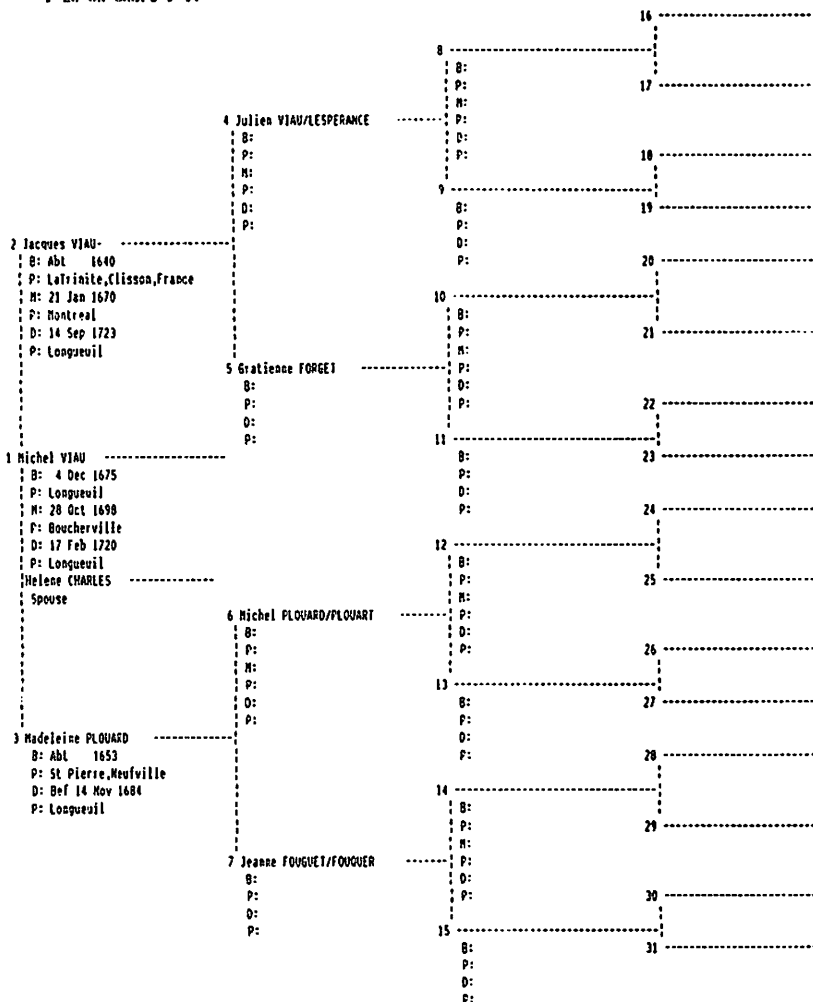 16
8
B:
P:
17
M:
4 Julien VIAU/LESPERANCE
P:
B:
D:
P:
P:
18
M:
P:
9
D:
B:
19
P:
P:
2 Jacques VIAU-
D:
B: Abt 1640
P:
20
P: LaTrinite,Clisson,France
M: 21 Jan 1670
10
P: Montreal
B:
D: 14 Sep 1723
P:
21
P: Longueuil
M:
5 Gratienne FORGET
P:
B:
D:
P:
P:
22
D:
P:
11
1 Michel VIAU
B:
23
B: 4 Dec 1675
P:
P: Longueuil
D:
M: 28 Oct 1698
P:
24
P: Boucherville
D: 17 Feb 1720
12
P: Longueuil
B:
Helene CHARLES
P:
25
Spouse
M:
6 Michel PLOUARD/PLOUART
P:
B:
D:
P:
P:
26
M:
P:
13
D:
B:
27
P:
P:
3 Madeleine PLOUARD
D:
B: Abt 1653
P:
28
P: St Pierre,Neufville
D: Bef 14 Nov 1684
14
P: Longueuil
B:
P:
29
M:
7 Jeanne FOUGUET/FOUGUER
P:
B:
D:
P:
P:
30
D:
P:
15
B:
31
P:
D:
P: